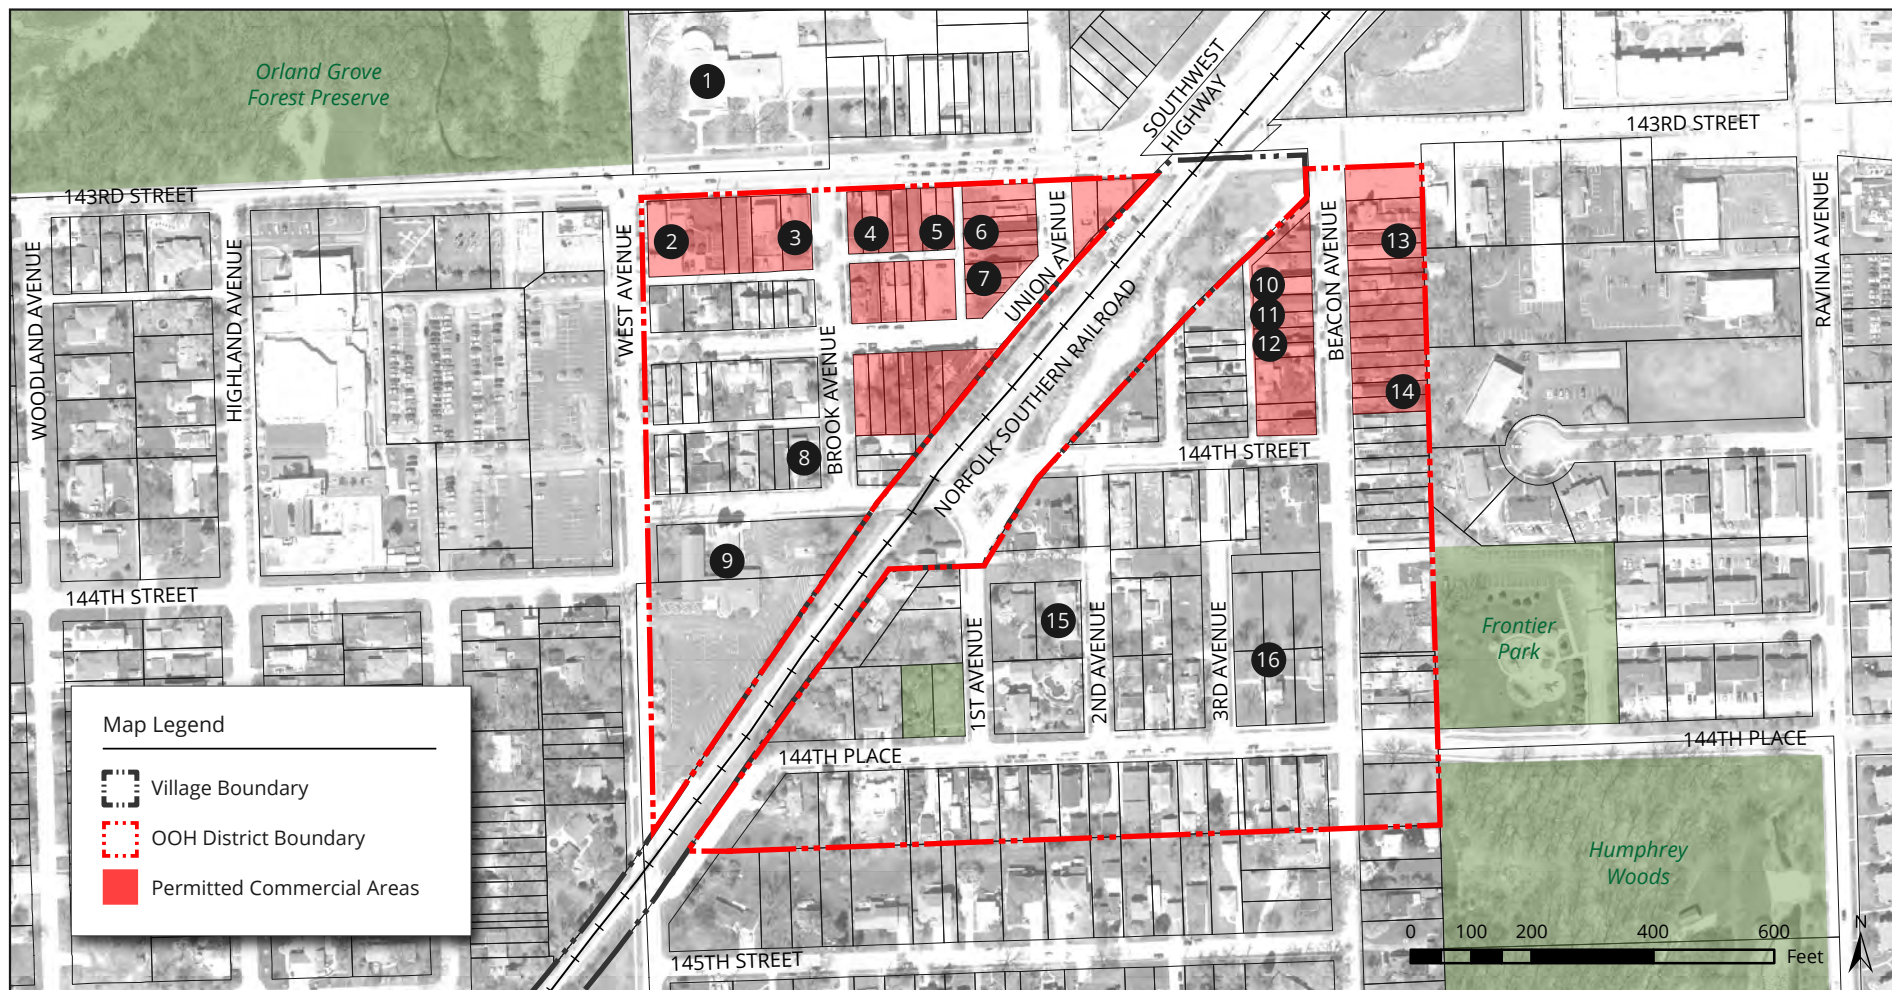 Orland Grove
Forest Preserve
1
SOUTHWEST
HIGHWAY
143RD STREET
143RD STREET
WOODLAND AVENUE
HIGHLAND AVENUE
WEST AVENUE
2
3
4
5
6
7
UNION AVENUE
BROOK AVENUE
8
9
NORFOLK SOUTHERN RAILROAD
10
11
12
BEACON AVENUE
13
14
RAVINIA AVENUE
144TH STREET
144TH STREET
15
16
1ST AVENUE
2ND AVENUE
3RD AVENUE
Frontier
Park
144TH PLACE
144TH PLACE
Humphrey
Woods
145TH STREET
Map Legend
Village Boundary
OOH District Boundary
Permitted Commercial Areas
0 100 200 400 600
Feet
N